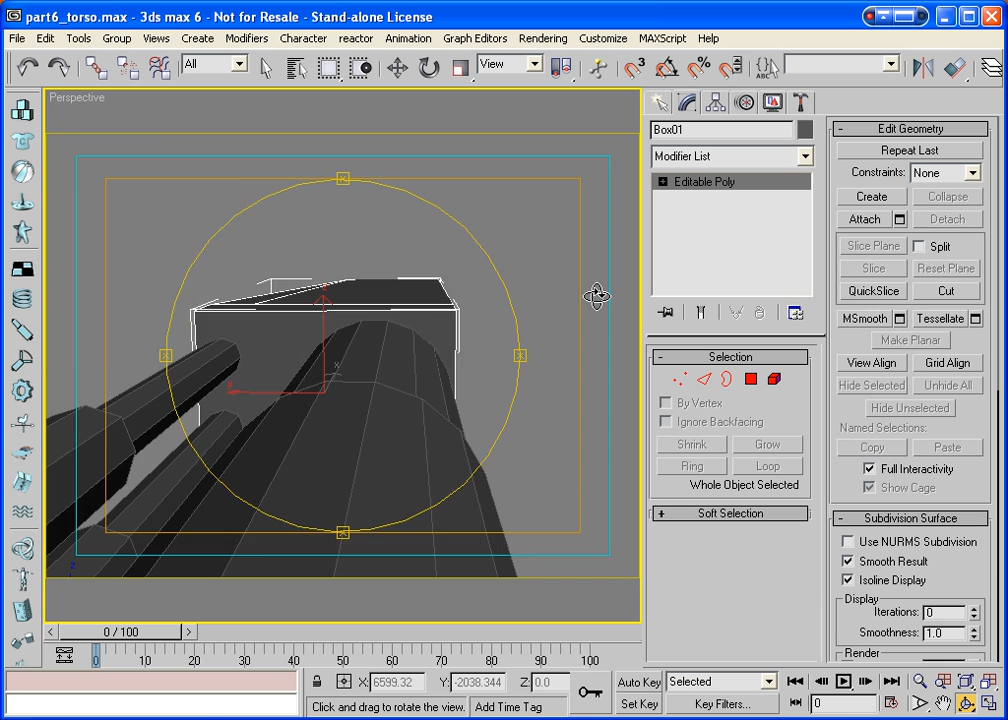 part6_torso.max - 3ds max 6 - Not for Resale - Stand-alone License
File Edit Tools Group Views Create Modifiers Character reactor Animation Graph Editors Rendering Customize MAXScript Help
All View
Perspective
Box01
Modifier List
Editable Poly
- Selection
By Vertex
Ignore Backfacing
Shrink Grow
Ring Loop
Whole Object Selected
+ Soft Selection
- Edit Geometry
Repeat Last
Constraints: None
Create Collapse
Attach Detach
Slice Plane Split
Slice Reset Plane
QuickSlice Cut
MSmooth Tessellate
Make Planar
View Align Grid Align
Hide Selected Unhide All
Hide Unselected
Named Selections:
Copy Paste
Full Interactivity
Show Cage
- Subdivision Surface
Use NURMS Subdivision
Smooth Result
Isoline Display
Display
Iterations: 0
Smoothness: 1.0
Render
< 0 / 100 >
0 10 20 30 40 50 60 70 80 90 100
X: 6599.32 Y: -2038.344 Z: 0.0
Auto Key Selected
Click and drag to rotate the view. Add Time Tag
Set Key Key Filters... 0